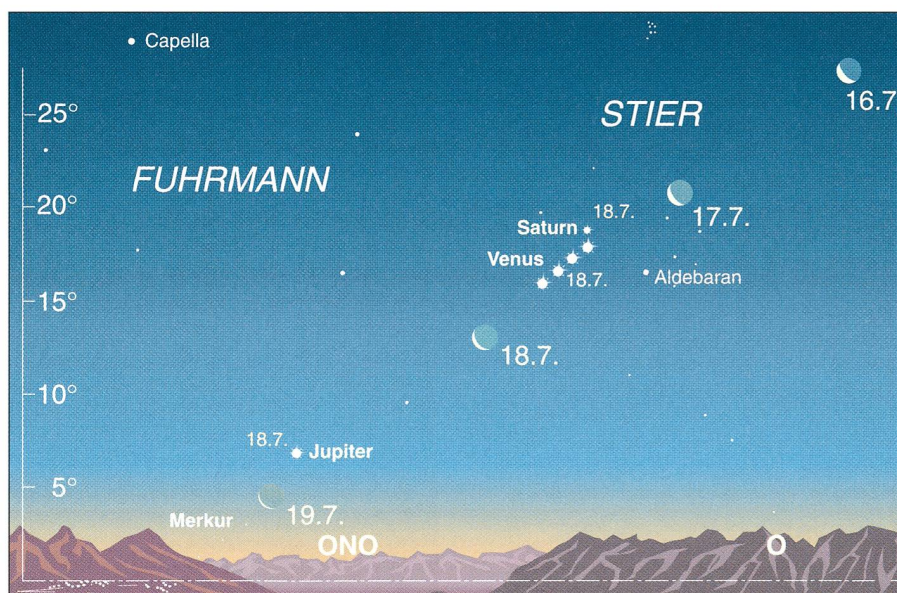 Capella
16.7
25°
STIER
FUHRMANN
20°
18.7.
17.7.
Saturn
Venus
18.7.
Aldebaran
15°
18.7.
10°
18.7.
Jupiter
5°
Merkur
19.7.
ONO
O